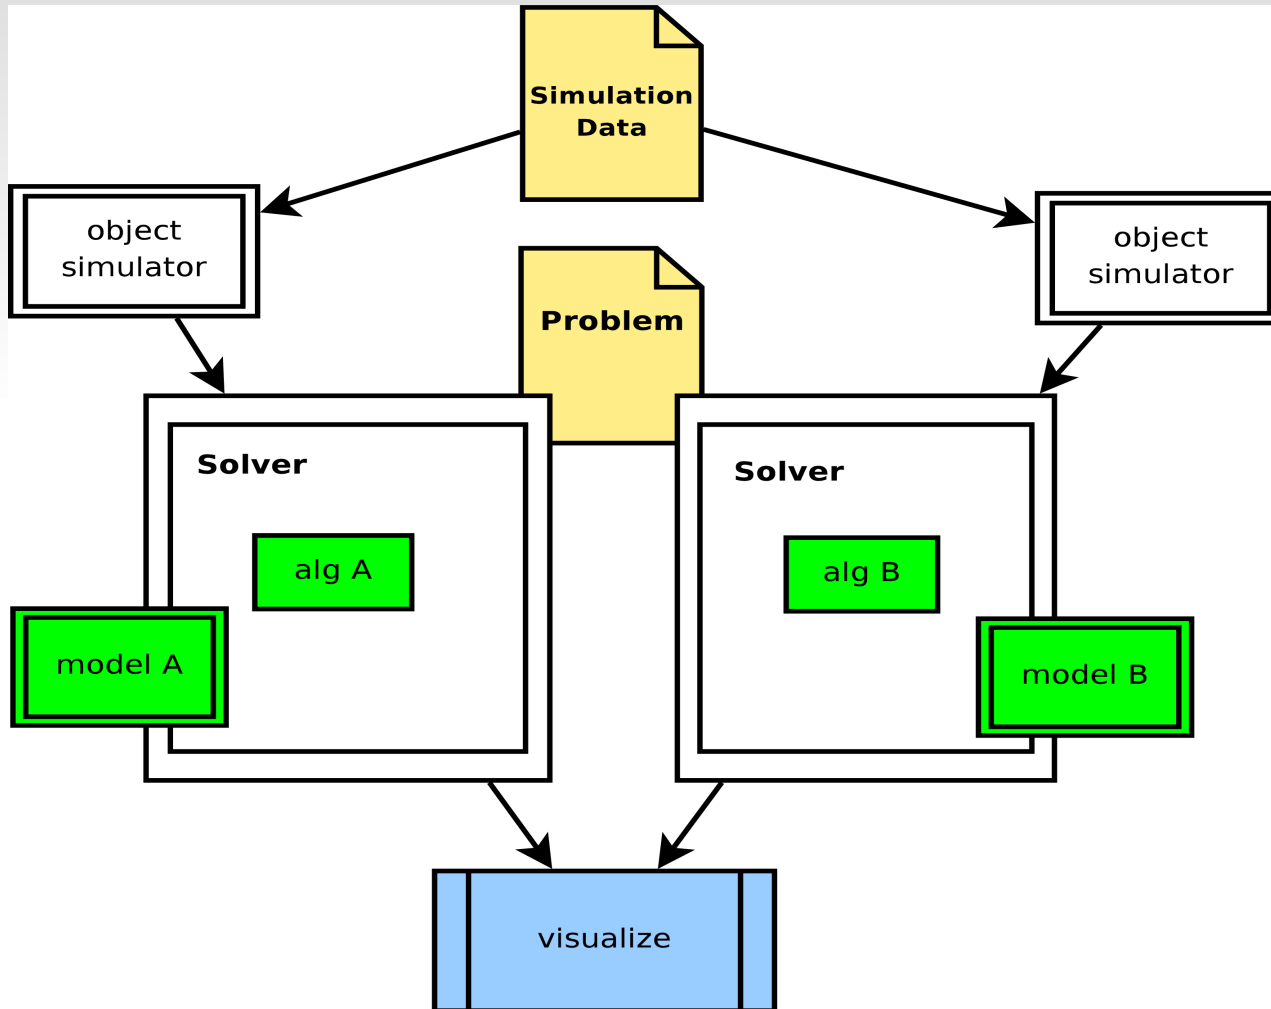 Simulation
Data
object
simulator
object
simulator
Problem
Solver
Solver
alg A
alg B
model A
model B
visualize